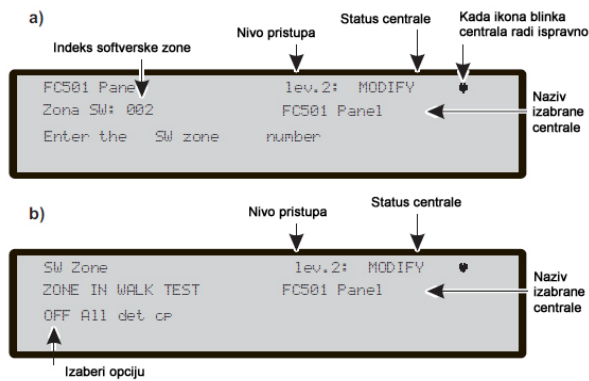 a)
Indeks softverske zone
Nivo pristupa
Status centrale
Kada ikona blinka
centrala radi ispravno
FC501 Panel lev.2: MODIFY
Zona SW: 002 FC501 Panel
Enter the SW zone number
Naziv
izabrane
centrale
b)
Nivo pristupa
Status centrale
SW Zone lev.2: MODIFY
ZONE IN WALK TEST FC501 Panel
OFF All det cp
Naziv
izabrane
centrale
Izaberi opciju